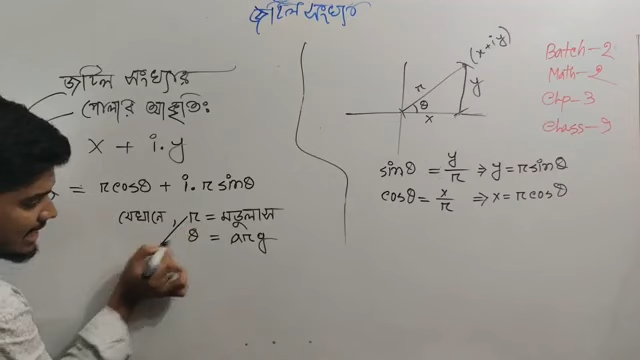 জটিল সংখ্যা
জটিল সংখ্যার
পোলার আকৃতিঃ
x + i.y
= rcosθ + i.rsinθ
যেখানে, r = মডুলাস
θ = arg
(x+iy)
r
y
θ
x
sinθ = y/r ⇒ y = rsinθ
cosθ = x/r ⇒ x = rcosθ
Batch-2
Math-2
Chp-3
Class-9